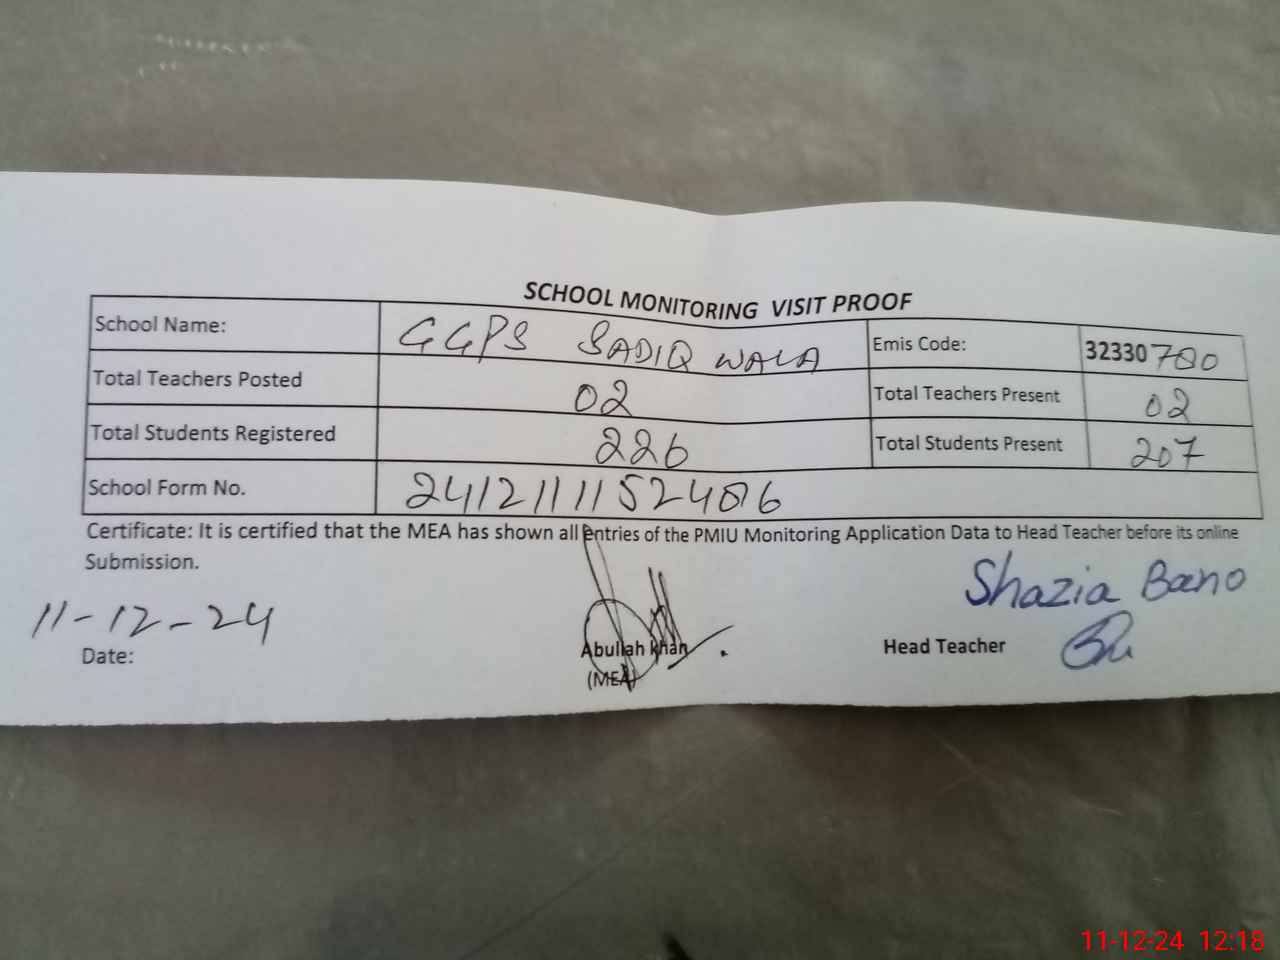 SCHOOL MONITORING VISIT PROOF
School Name: GGPS SADIQ WALA Emis Code: 32330780
Total Teachers Posted 02 Total Teachers Present 02
Total Students Registered 226 Total Students Present 207
School Form No. 24121111524086
Certificate: It is certified that the MEA has shown all entries of the PMIU Monitoring Application Data to Head Teacher before its online
Submission.
Shazia Bano
11-12-24
Date: Abullah khan Head Teacher
(MEA)
11-12-24 12:18